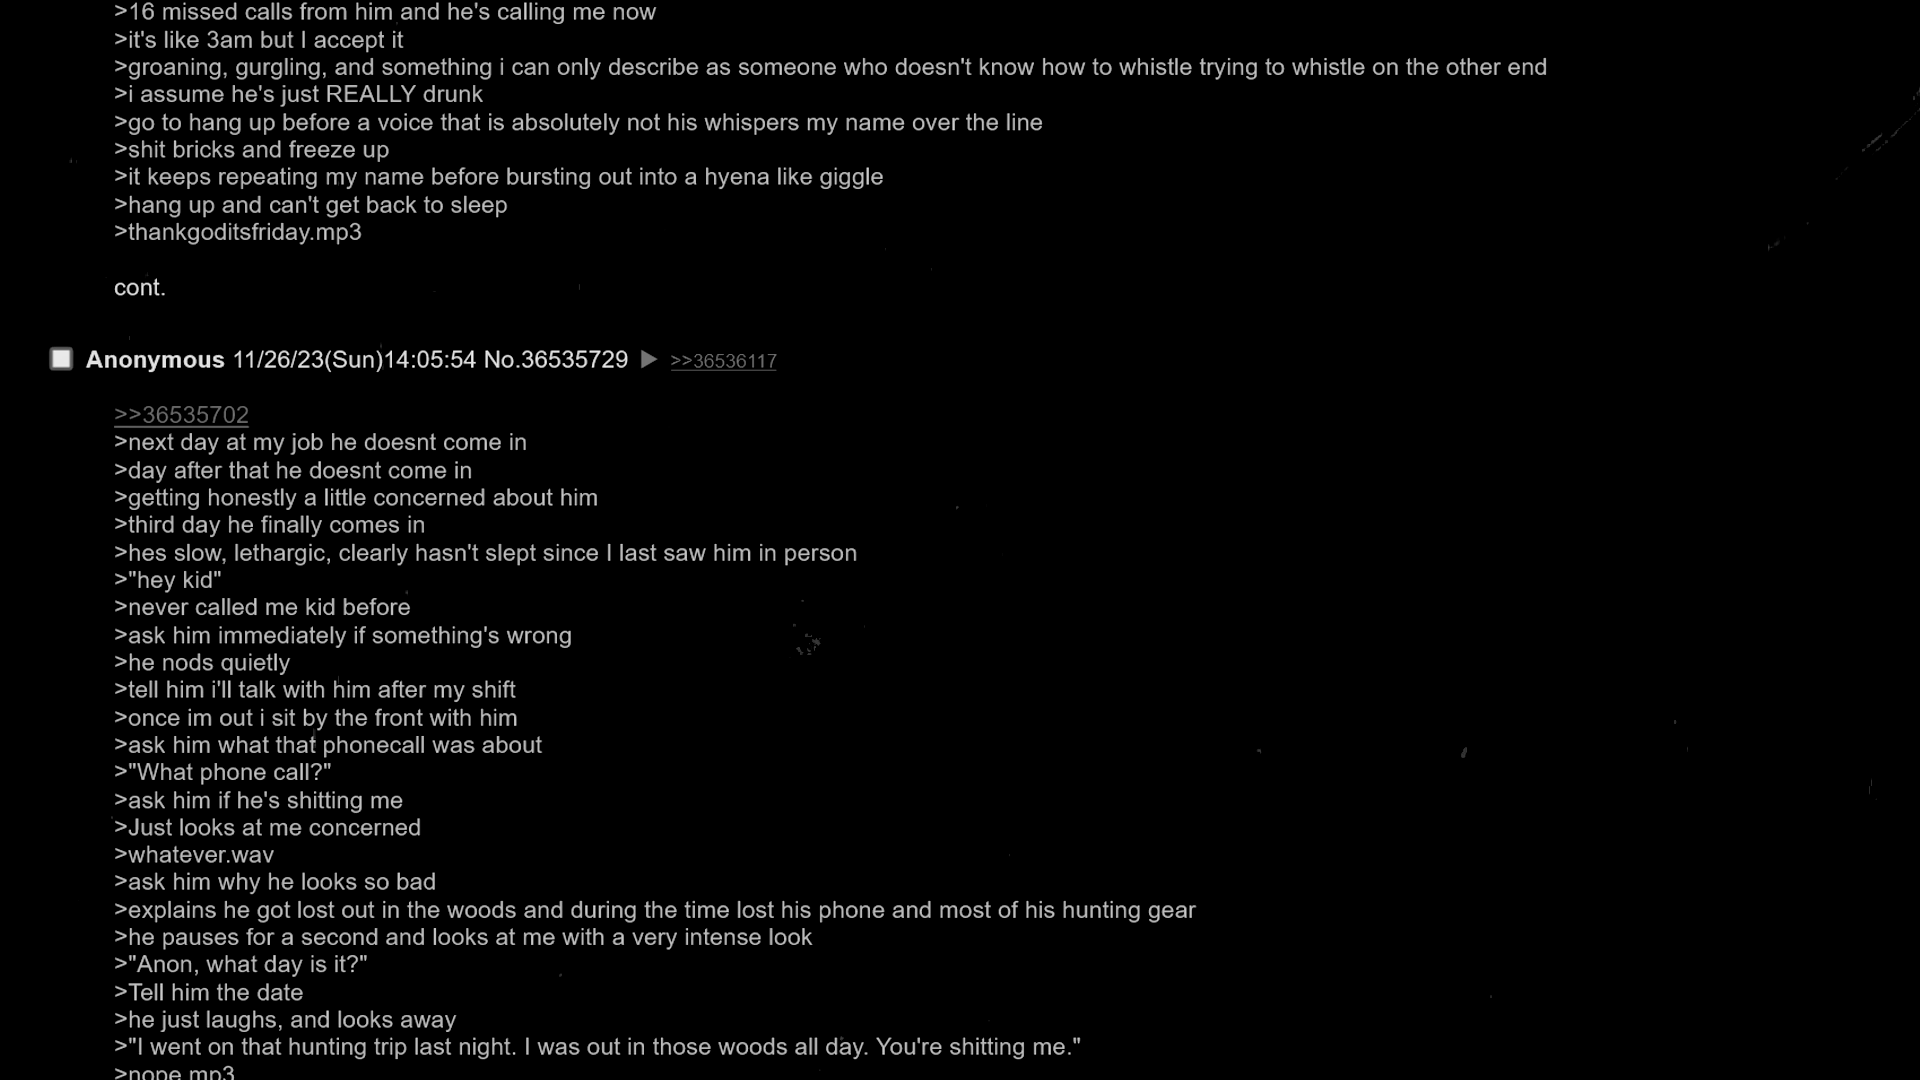 >16 missed calls from him and he's calling me now
>it's like 3am but I accept it
>groaning, gurgling, and something i can only describe as someone who doesn't know how to whistle trying to whistle on the other end
>i assume he's just REALLY drunk
>go to hang up before a voice that is absolutely not his whispers my name over the line
>shit bricks and freeze up
>it keeps repeating my name before bursting out into a hyena like giggle
>hang up and can't get back to sleep
>thankgoditsfriday.mp3
cont.
Anonymous 11/26/23(Sun)14:05:54 No.36535729 ▶ >>36536117
>>36535702
>next day at my job he doesnt come in
>day after that he doesnt come in
>getting honestly a little concerned about him
>third day he finally comes in
>hes slow, lethargic, clearly hasn't slept since I last saw him in person
>"hey kid"
>never called me kid before
>ask him immediately if something's wrong
>he nods quietly
>tell him i'll talk with him after my shift
>once im out i sit by the front with him
>ask him what that phonecall was about
>"What phone call?"
>ask him if he's shitting me
>Just looks at me concerned
>whatever.wav
>ask him why he looks so bad
>explains he got lost out in the woods and during the time lost his phone and most of his hunting gear
>he pauses for a second and looks at me with a very intense look
>"Anon, what day is it?"
>Tell him the date
>he just laughs, and looks away
>"I went on that hunting trip last night. I was out in those woods all day. You're shitting me."
>nope.mp3